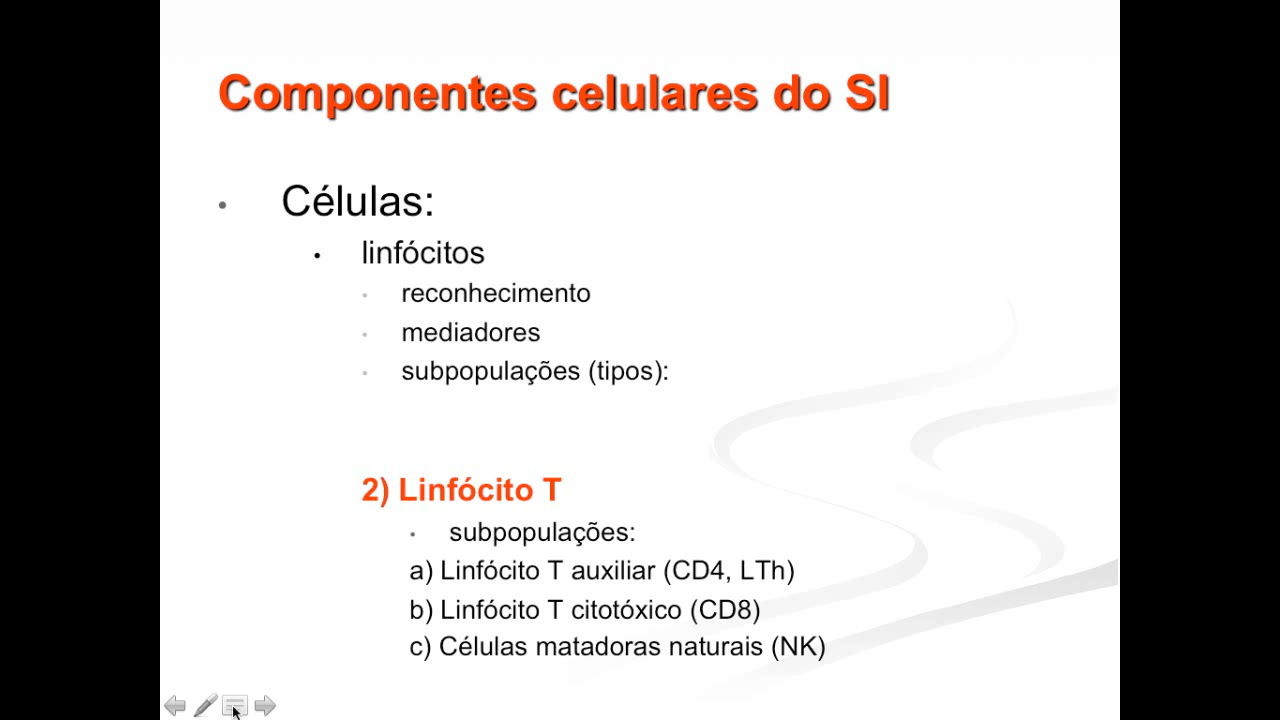 Componentes celulares do SI
• Células:
• linfócitos
• reconhecimento
• mediadores
• subpopulações (tipos):
2) Linfócito T
• subpopulações:
a) Linfócito T auxiliar (CD4, LTh)
b) Linfócito T citotóxico (CD8)
c) Células matadoras naturais (NK)